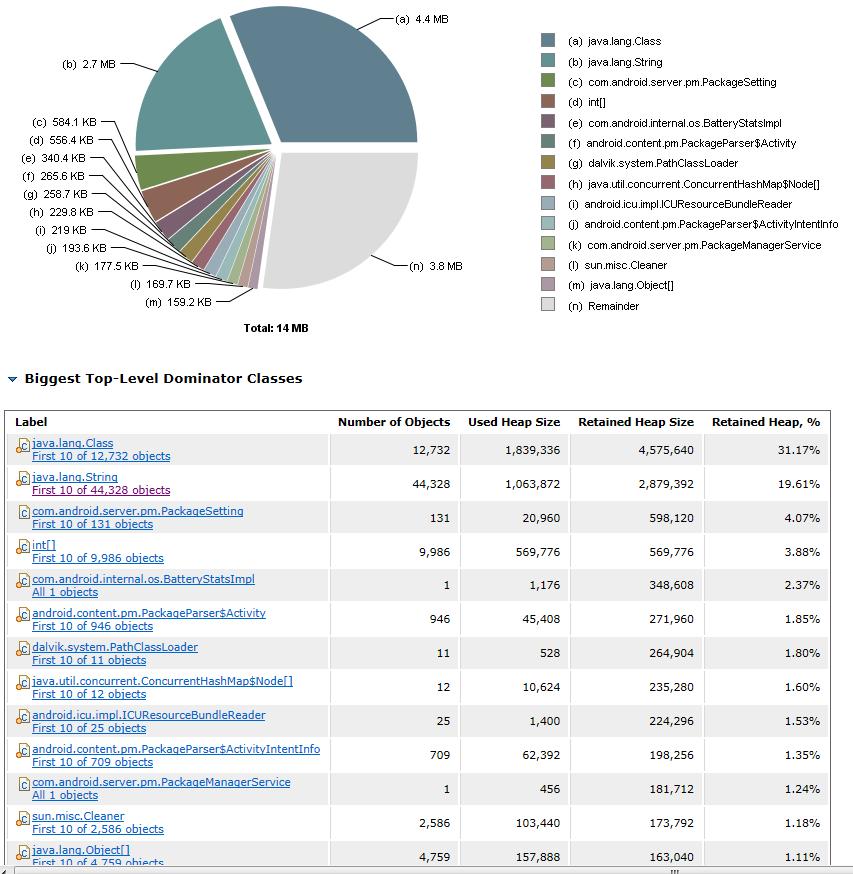 (a) 4.4 MB
(b) 2.7 MB
(c) 584.1 KB
(d) 556.4 KB
(e) 340.4 KB
(f) 265.6 KB
(g) 258.7 KB
(h) 229.8 KB
(i) 219 KB
(j) 193.6 KB
(k) 177.5 KB
(l) 169.7 KB
(m) 159.2 KB
(n) 3.8 MB
Total: 14 MB
(a) java.lang.Class
(b) java.lang.String
(c) com.android.server.pm.PackageSetting
(d) int[]
(e) com.android.internal.os.BatteryStatsImpl
(f) android.content.pm.PackageParser$Activity
(g) dalvik.system.PathClassLoader
(h) java.util.concurrent.ConcurrentHashMap$Node[]
(i) android.icu.impl.ICUResourceBundleReader
(j) android.content.pm.PackageParser$ActivityIntentInfo
(k) com.android.server.pm.PackageManagerService
(l) sun.misc.Cleaner
(m) java.lang.Object[]
(n) Remainder
Biggest Top-Level Dominator Classes
Label Number of Objects Used Heap Size Retained Heap Size Retained Heap, %
java.lang.Class
First 10 of 12,732 objects 12,732 1,839,336 4,575,640 31.17%
java.lang.String
First 10 of 44,328 objects 44,328 1,063,872 2,879,392 19.61%
com.android.server.pm.PackageSetting
First 10 of 131 objects 131 20,960 598,120 4.07%
int[]
First 10 of 9,986 objects 9,986 569,776 569,776 3.88%
com.android.internal.os.BatteryStatsImpl
All 1 objects 1 1,176 348,608 2.37%
android.content.pm.PackageParser$Activity
First 10 of 946 objects 946 45,408 271,960 1.85%
dalvik.system.PathClassLoader
First 10 of 11 objects 11 528 264,904 1.80%
java.util.concurrent.ConcurrentHashMap$Node[]
First 10 of 12 objects 12 10,624 235,280 1.60%
android.icu.impl.ICUResourceBundleReader
First 10 of 25 objects 25 1,400 224,296 1.53%
android.content.pm.PackageParser$ActivityIntentInfo
First 10 of 709 objects 709 62,392 198,256 1.35%
com.android.server.pm.PackageManagerService
All 1 objects 1 456 181,712 1.24%
sun.misc.Cleaner
First 10 of 2,586 objects 2,586 103,440 173,792 1.18%
java.lang.Object[]
First 10 of 4,759 objects 4,759 157,888 163,040 1.11%